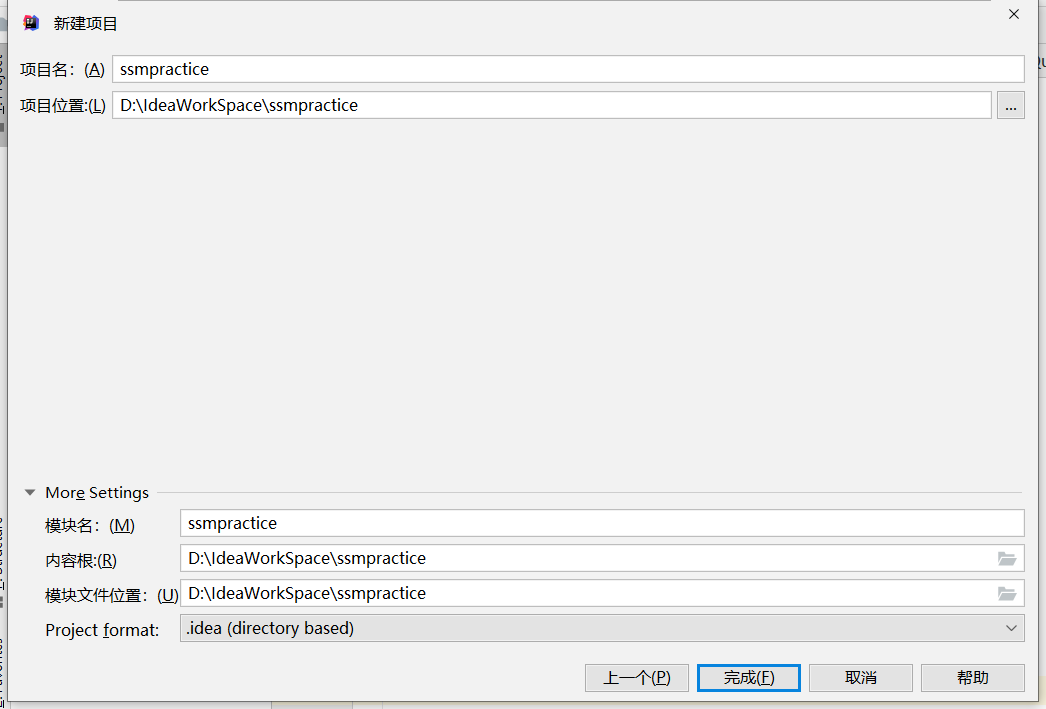 新建项目
项目名：(A) ssmpractice
项目位置:(L) D:\IdeaWorkSpace\ssmpractice ...
More Settings
模块名：(M) ssmpractice
内容根:(R) D:\IdeaWorkSpace\ssmpractice
模块文件位置：(U) D:\IdeaWorkSpace\ssmpractice
Project format: .idea (directory based)
上一个(P) 完成(F) 取消 帮助